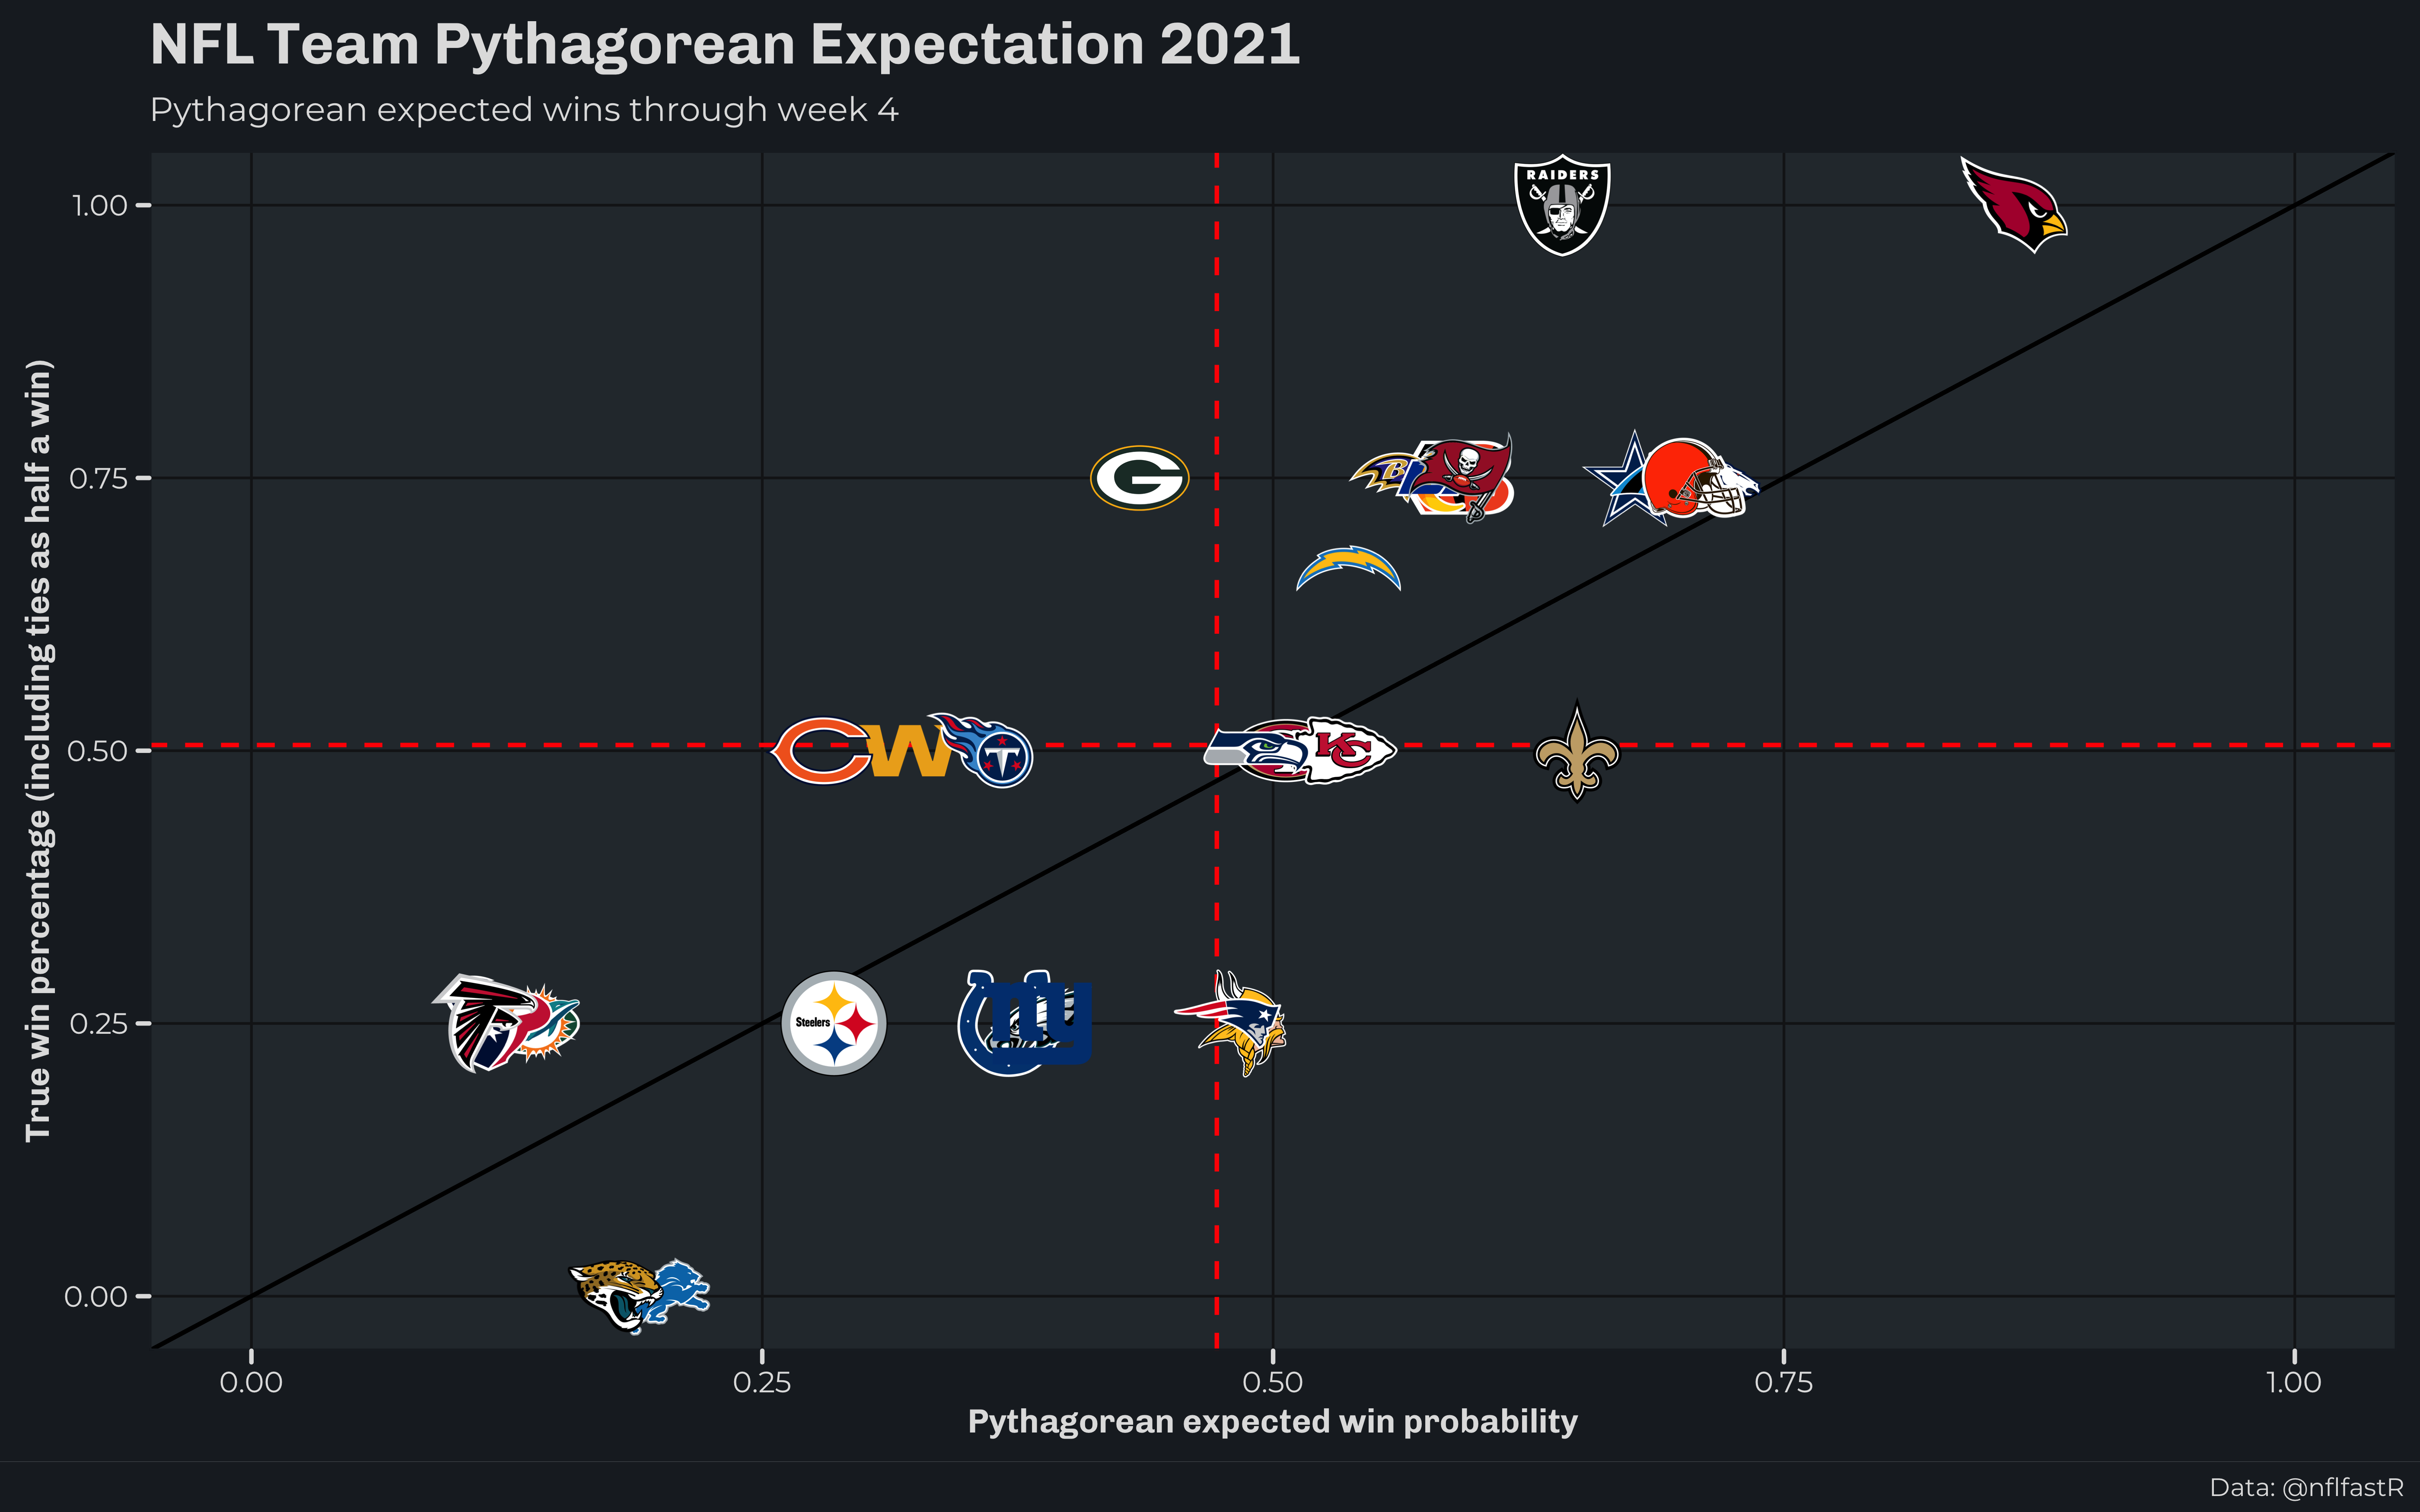 NFL Team Pythagorean Expectation 2021
Pythagorean expected wins through week 4
True win percentage (including ties as half a win)
1.00
0.75
0.50
0.25
0.00
RAIDERS
G
B
C
W
T
KC
Steelers
ny
0.00
0.25
0.50
0.75
1.00
Pythagorean expected win probability
Data: @nflfastR